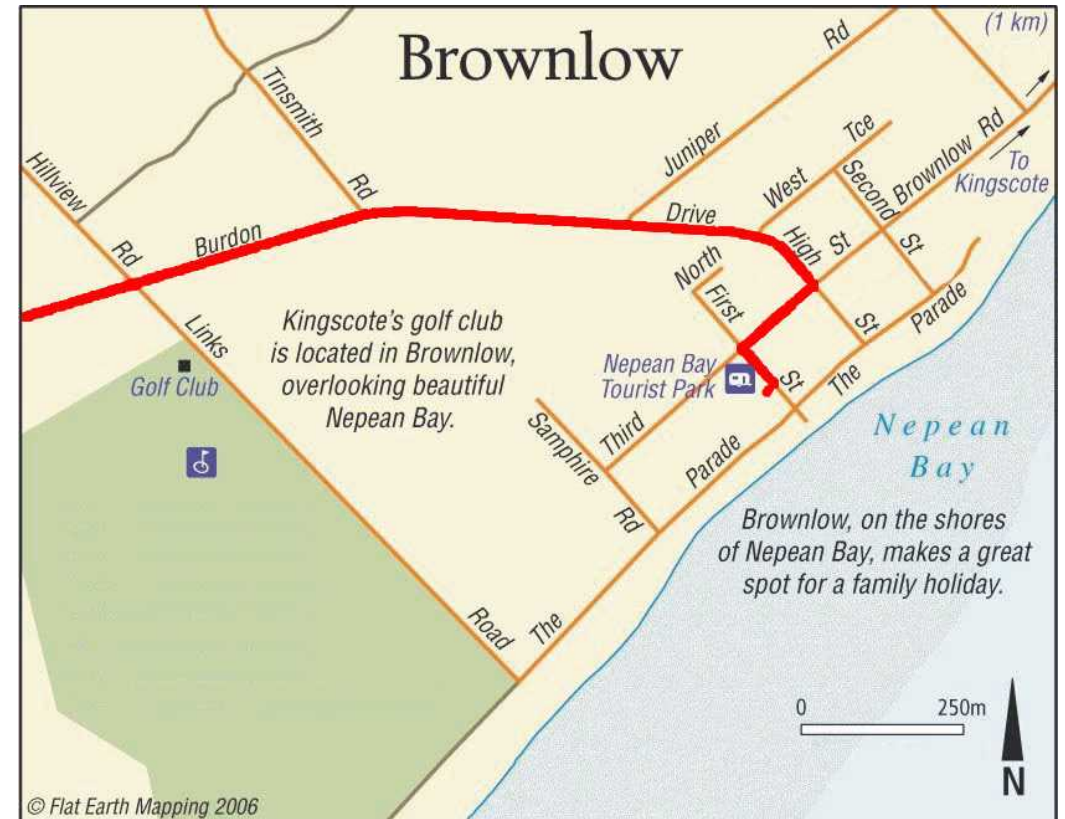 Brownlow
(1 km)
Rd
Juniper
Tinsmith
Rd
Hillview
Rd
Burdon
Drive
West Tce
Second
St
Brownlow Rd
To
Kingscote
High
St
St
North
First
St
Parade
The
Links
Golf Club
Kingscote's golf club
is located in Brownlow,
overlooking beautiful
Nepean Bay.
Nepean Bay
Tourist Park
Samphire
Rd
Third
Parade
The
Road
Nepean
Bay
Brownlow, on the shores
of Nepean Bay, makes a great
spot for a family holiday.
0 250m
N
© Flat Earth Mapping 2006